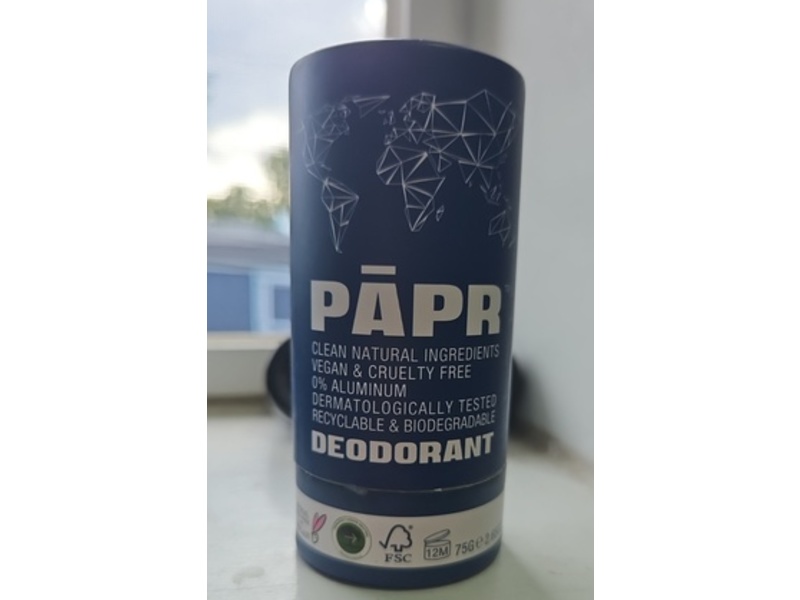 PĀPR
CLEAN NATURAL INGREDIENTS
VEGAN & CRUELTY FREE
0% ALUMINUM
DERMATOLOGICALLY TESTED
RECYCLABLE & BIODEGRADABLE
DEODORANT
FSC
12M
75G ℮